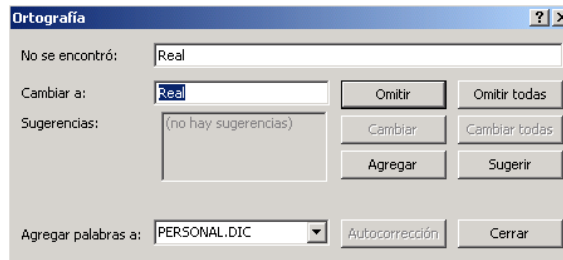 Ortografía
No se encontró: Real
Cambiar a: Real Omitir Omitir todas
Sugerencias: (no hay sugerencias) Cambiar Cambiar todas
Agregar Sugerir
Agregar palabras a: PERSONAL.DIC Autocorrección Cerrar